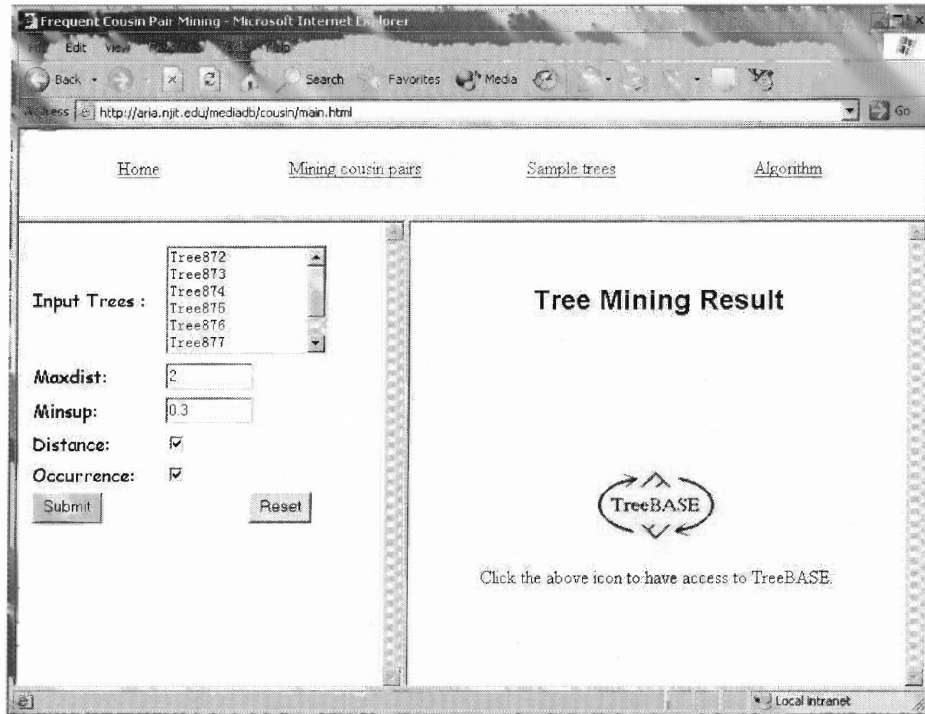 Frequent Cousin Pair Mining - Microsoft Internet Explorer
Edit View Help
Back Search Favorites Media
http://aria.njit.edu/mediadb/cousin/main.html Go
Home Mining cousin pairs Sample trees Algorithm
Input Trees :
Tree872
Tree873
Tree874
Tree875
Tree876
Tree877
Maxdist: 2
Minsup: 0.3
Distance:
Occurrence:
Submit Reset
Tree Mining Result
TreeBASE
Click the above icon to have access to TreeBASE.
Local intranet